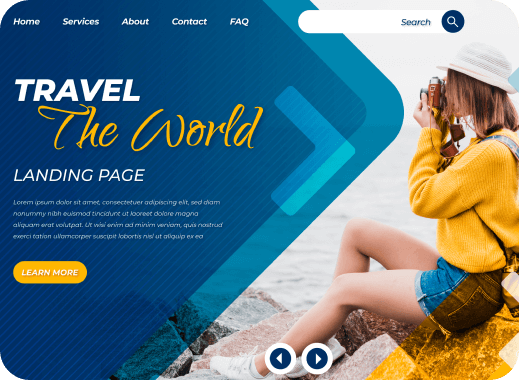 Home Services About Contact FAQ Search
TRAVEL
The World
LANDING PAGE
Lorem ipsum dolor sit amet, consectetuer adipiscing elit, sed diam
nonummy nibh euismod tincidunt ut laoreet dolore magna
aliquam erat volutpat. Ut wisi enim ad minim veniam, quis nostrud
exerci tation ullamcorper suscipit lobortis nisl ut aliquip ex ea
LEARN MORE